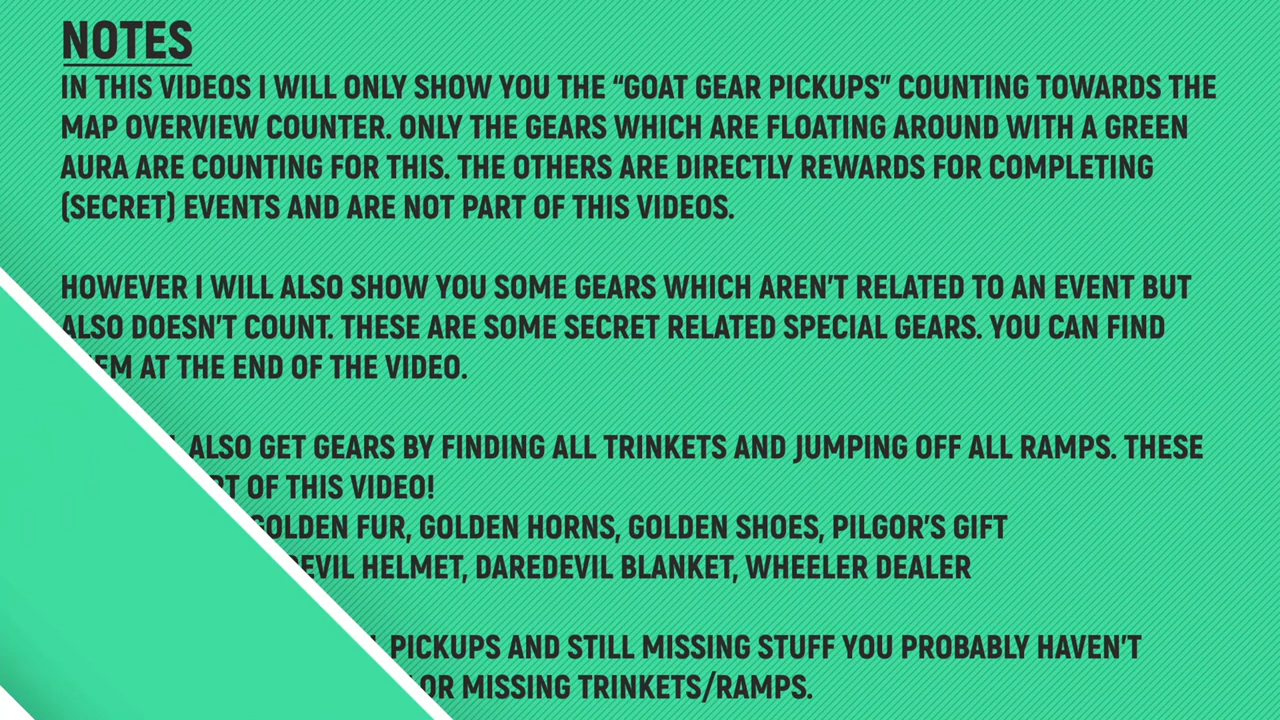 NOTES
IN THIS VIDEOS I WILL ONLY SHOW YOU THE “GOAT GEAR PICKUPS” COUNTING TOWARDS THE
MAP OVERVIEW COUNTER. ONLY THE GEARS WHICH ARE FLOATING AROUND WITH A GREEN
AURA ARE COUNTING FOR THIS. THE OTHERS ARE DIRECTLY REWARDS FOR COMPLETING
(SECRET) EVENTS AND ARE NOT PART OF THIS VIDEOS.
HOWEVER I WILL ALSO SHOW YOU SOME GEARS WHICH AREN’T RELATED TO AN EVENT BUT
ALSO DOESN’T COUNT. THESE ARE SOME SECRET RELATED SPECIAL GEARS. YOU CAN FIND
AT THE END OF THE VIDEO.
ALSO GET GEARS BY FINDING ALL TRINKETS AND JUMPING OFF ALL RAMPS. THESE
OF THIS VIDEO!
GOLDEN FUR, GOLDEN HORNS, GOLDEN SHOES, PILGOR’S GIFT
HELMET, DAREDEVIL BLANKET, WHEELER DEALER
PICKUPS AND STILL MISSING STUFF YOU PROBABLY HAVEN’T
OR MISSING TRINKETS/RAMPS.